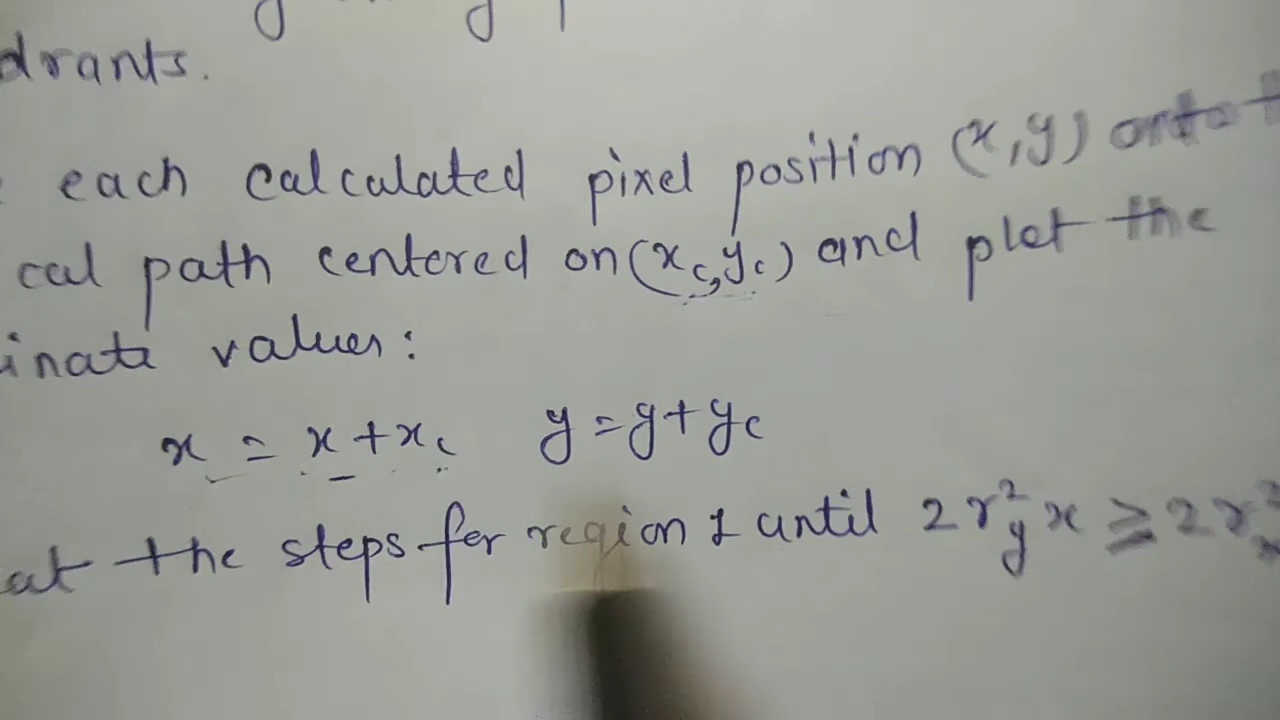 drants.
each calculated pixel position (x,y) onto t
cal path centered on (xc,yc) and plot the
inate values:
x = x + xc y = y + yc
at the steps for region 1 until 2r²y x ≥ 2r²x